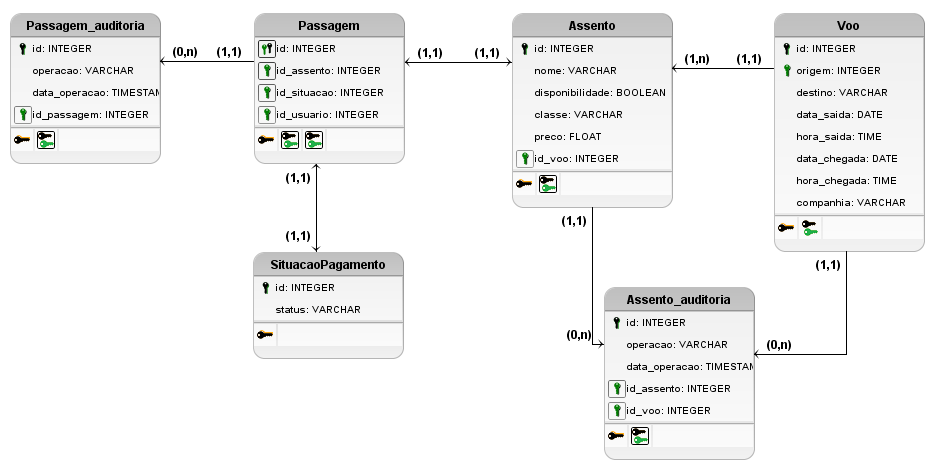 Passagem_auditoria
id: INTEGER
operacao: VARCHAR
data_operacao: TIMESTAM
id_passagem: INTEGER
(0,n)
(1,1)
Passagem
id: INTEGER
id_assento: INTEGER
id_situacao: INTEGER
id_usuario: INTEGER
(1,1)
(1,1)
(1,1)
(1,1)
SituacaoPagamento
id: INTEGER
status: VARCHAR
Assento
id: INTEGER
nome: VARCHAR
disponibilidade: BOOLEAN
classe: VARCHAR
preco: FLOAT
id_voo: INTEGER
(1,n)
(1,1)
Voo
id: INTEGER
origem: INTEGER
destino: VARCHAR
data_saida: DATE
hora_saida: TIME
data_chegada: DATE
hora_chegada: TIME
companhia: VARCHAR
(1,1)
(0,n)
(1,1)
(0,n)
Assento_auditoria
id: INTEGER
operacao: VARCHAR
data_operacao: TIMESTAM
id_assento: INTEGER
id_voo: INTEGER